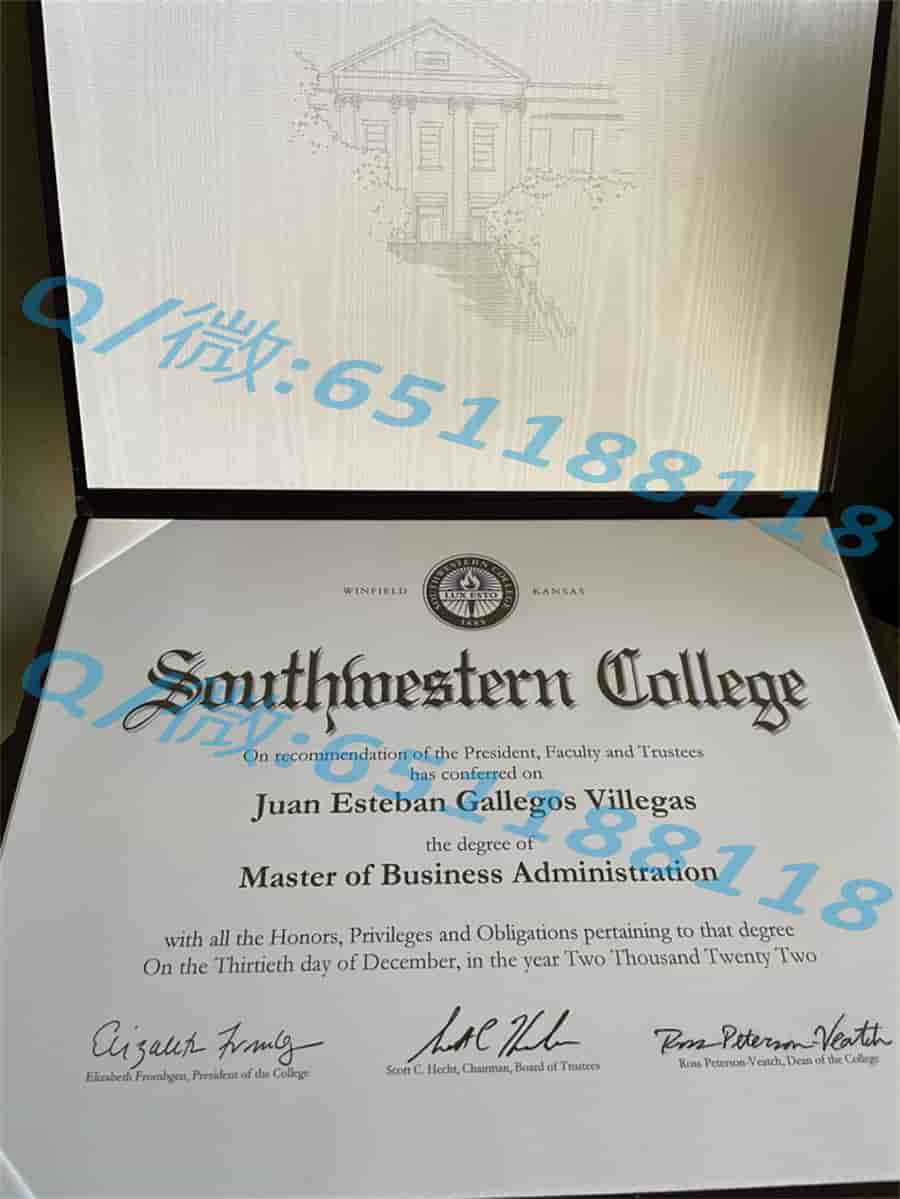 Q/微:651188118
WINFIELD
SOUTHWESTERN COLLEGE
LUX ESTO
1885
KANSAS
Southwestern College
Q/微:651188118
On recommendation of the President, Faculty and Trustees
has conferred on
Juan Esteban Gallegos Villegas
the degree of
Master of Business Administration
with all the Honors, Privileges and Obligations pertaining to that degree
On the Thirtieth day of December, in the year Two Thousand Twenty Two
Elizabeth Frombgen, President of the College
Scott C. Hecht, Chairman, Board of Trustees
Ross Peterson-Veatch
Ross Peterson-Veatch, Dean of the College